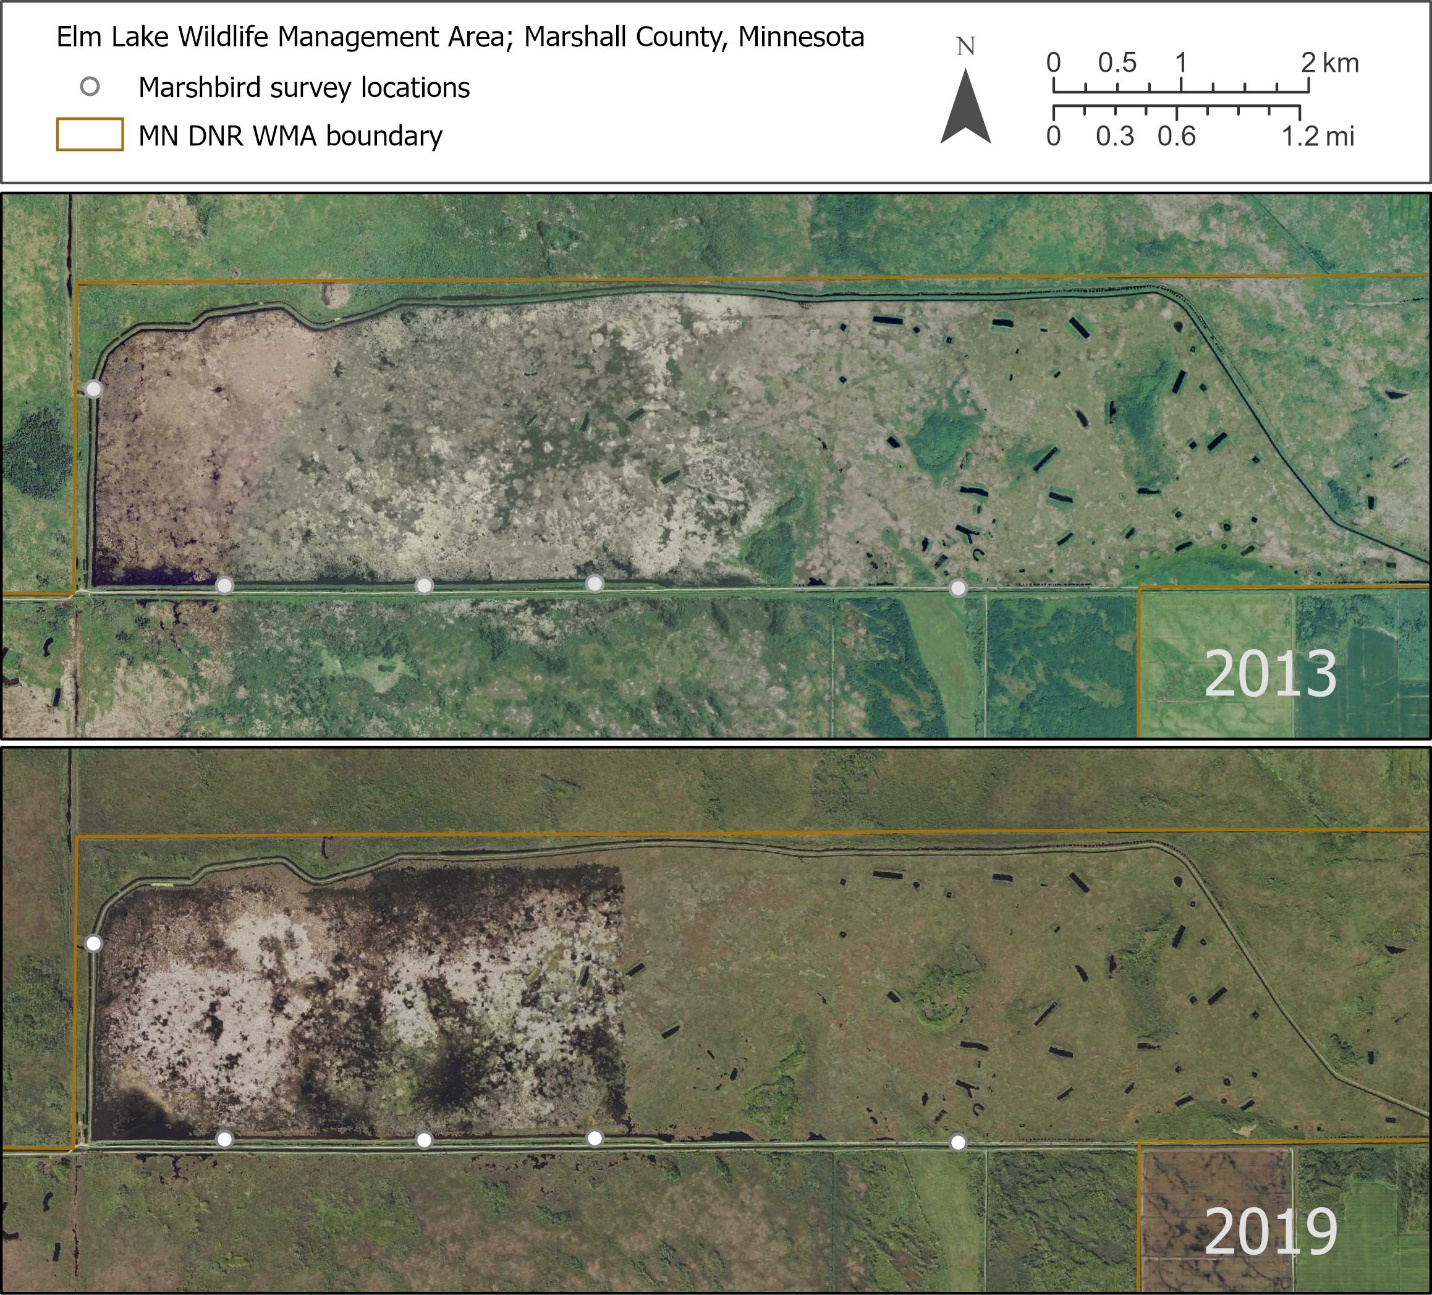 Elm Lake Wildlife Management Area; Marshall County, Minnesota
Marshbird survey locations
MN DNR WMA boundary
N
0 0.5 1 2 km
0 0.3 0.6 1.2 mi
2013
2019